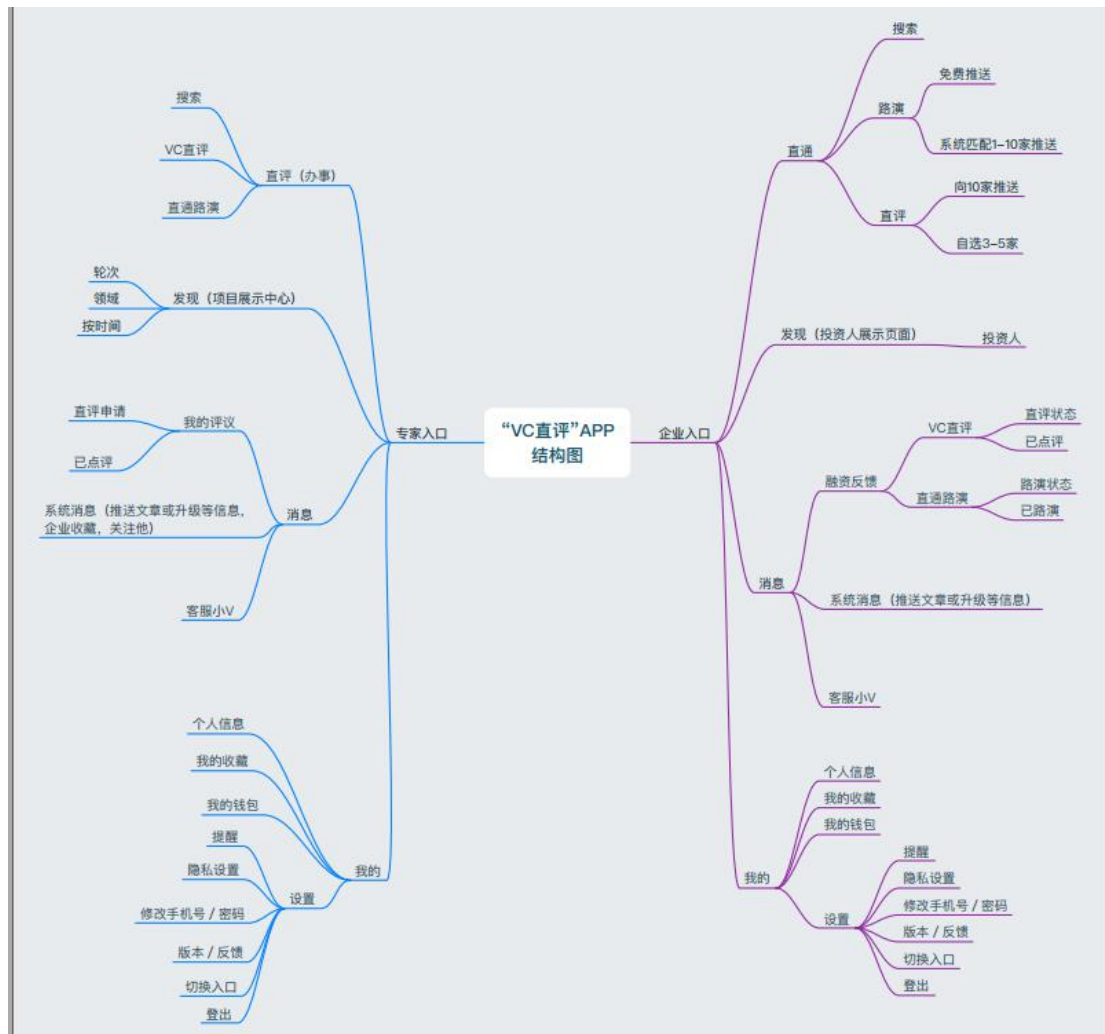 “VC直评”APP
结构图
专家入口
直评（办事）
搜索
VC直评
直通路演
发现（项目展示中心）
轮次
领域
按时间
消息
我的评议
直评申请
已点评
系统消息（推送文章或升级等信息，
企业收藏，关注他）
客服小V
我的
个人信息
我的收藏
我的钱包
设置
提醒
隐私设置
修改手机号 / 密码
版本 / 反馈
切换入口
登出
企业入口
直通
搜索
路演
免费推送
系统匹配1–10家推送
直评
向10家推送
自选3–5家
发现（投资人展示页面）
投资人
消息
融资反馈
VC直评
直评状态
已点评
直通路演
路演状态
已路演
系统消息（推送文章或升级等信息）
客服小V
我的
个人信息
我的收藏
我的钱包
设置
提醒
隐私设置
修改手机号 / 密码
版本 / 反馈
切换入口
登出